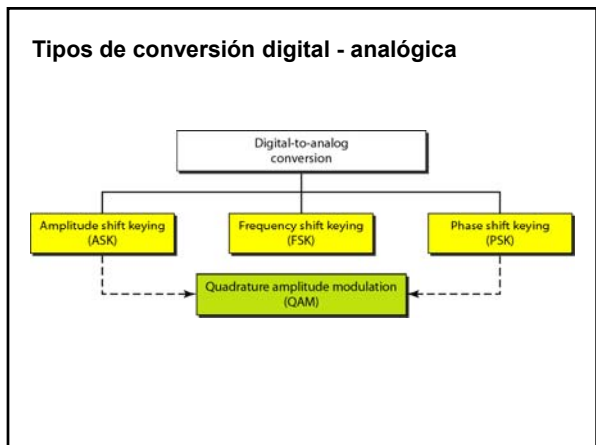 Tipos de conversión digital - analógica
Digital-to-analog
conversion
Amplitude shift keying
(ASK)
Frequency shift keying
(FSK)
Phase shift keying
(PSK)
Quadrature amplitude modulation
(QAM)